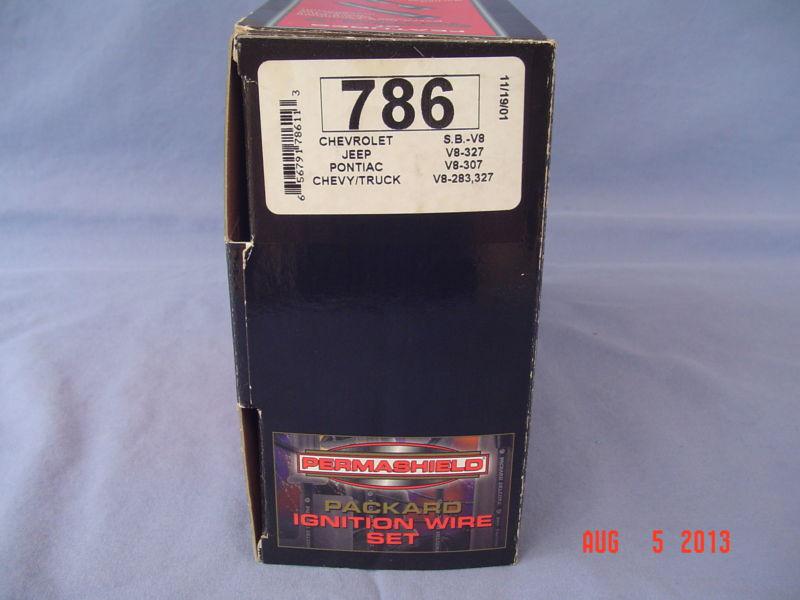 786
11/19/01
6 56791 78611 3
CHEVROLET S.B.-V8
JEEP V8-327
PONTIAC V8-307
CHEVY/TRUCK V8-283,327
PERMASHIELD
PACKARD
IGNITION WIRE
SET
AUG 5 2013